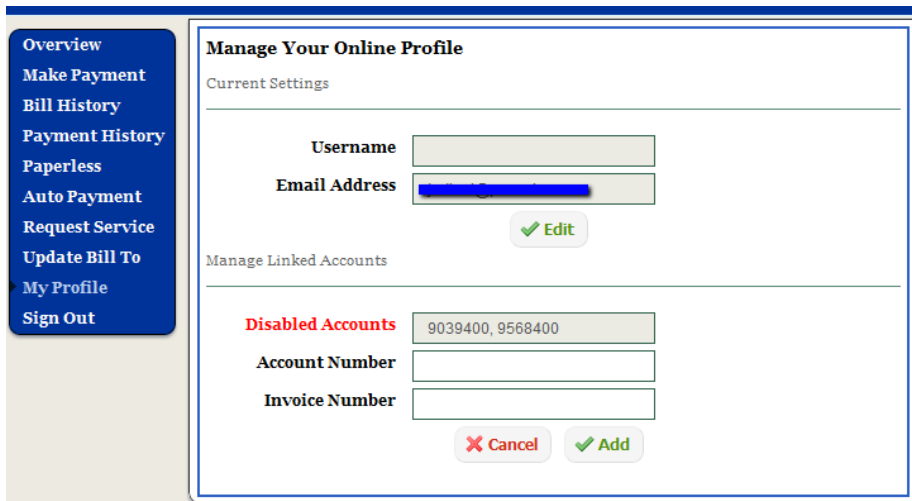 Overview
Make Payment
Bill History
Payment History
Paperless
Auto Payment
Request Service
Update Bill To
My Profile
Sign Out
Manage Your Online Profile
Current Settings
Username
Email Address
Edit
Manage Linked Accounts
Disabled Accounts 9039400, 9568400
Account Number
Invoice Number
Cancel Add